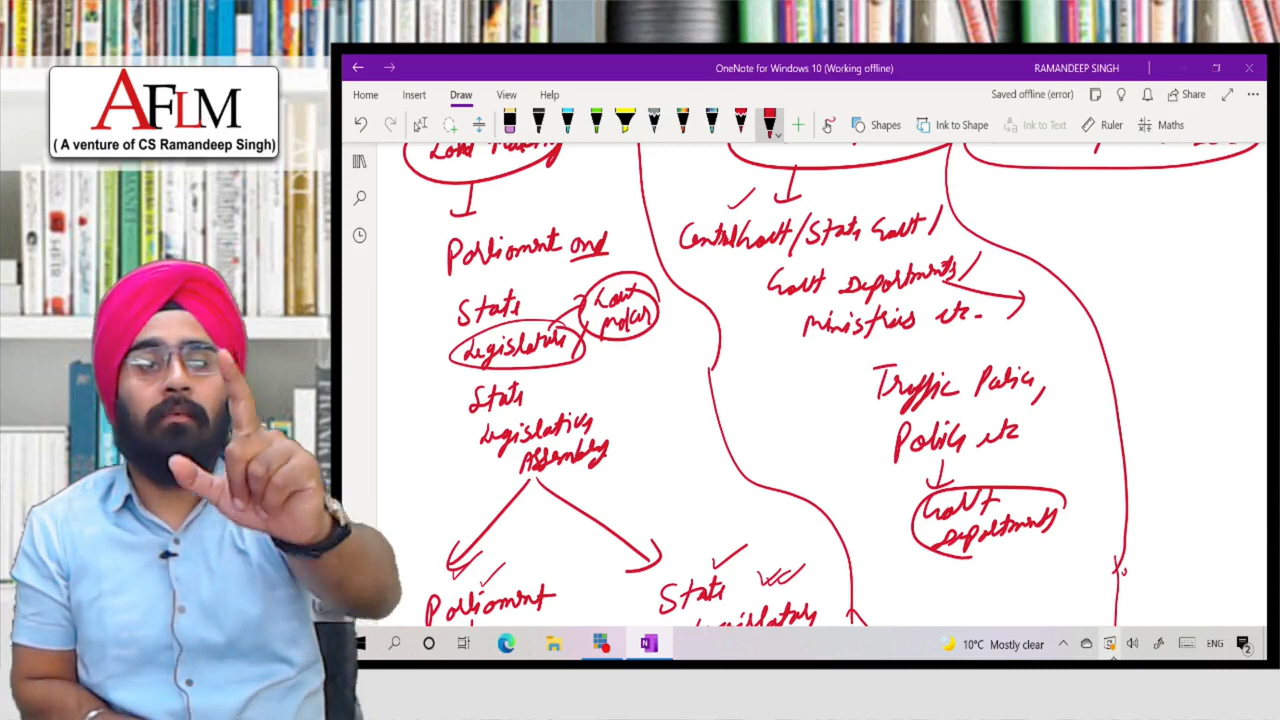 AFLM
( A venture of CS Ramandeep Singh)
OneNote for Windows 10 (Working offline)
RAMANDEEP SINGH
Home Insert Draw View Help
Saved offline (error)
Share
Shapes
Ink to Shape
Ink to Text
Ruler
Maths
Parliament and
State
Legislative
Law
State
Legislative
Assembly
Parliament
State
Central Govt / State Govt /
Govt Departments /
Ministries etc.
Traffic Police,
Police etc
Govt
Departments
10°C Mostly clear
ENG
2